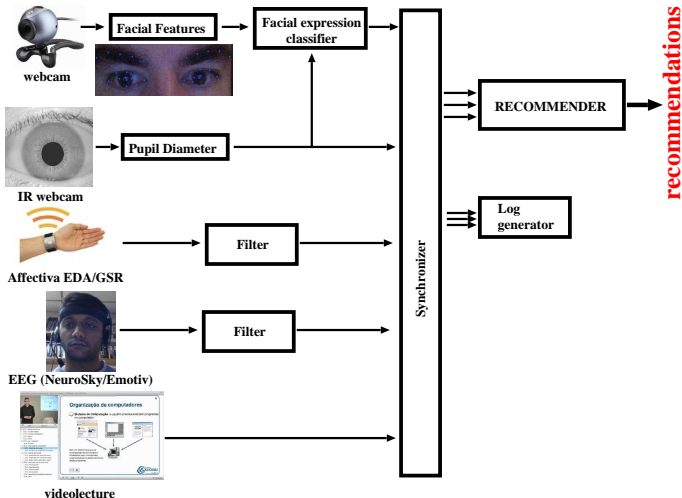 Facial Features
Facial expression
classifier
webcam
Pupil Diameter
IR webcam
Filter
Affectiva EDA/GSR
Filter
EEG (NeuroSky/Emotiv)
Organização de computadores
videolecture
Synchronizer
RECOMMENDER
Log
generator
recommendations